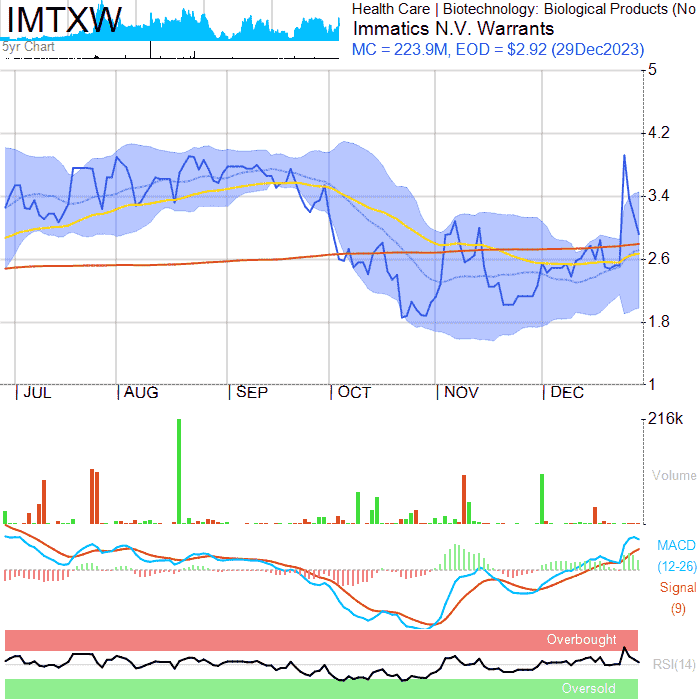 IMTXW
5yr Chart
Health Care | Biotechnology: Biological Products (No
Immatics N.V. Warrants
MC = 223.9M, EOD = $2.92 (29Dec2023)
5
4.2
3.4
2.6
1.8
1
JUL AUG SEP OCT NOV DEC
216k
Volume
MACD
(12-26)
Signal
(9)
Overbought
RSI(14)
Oversold